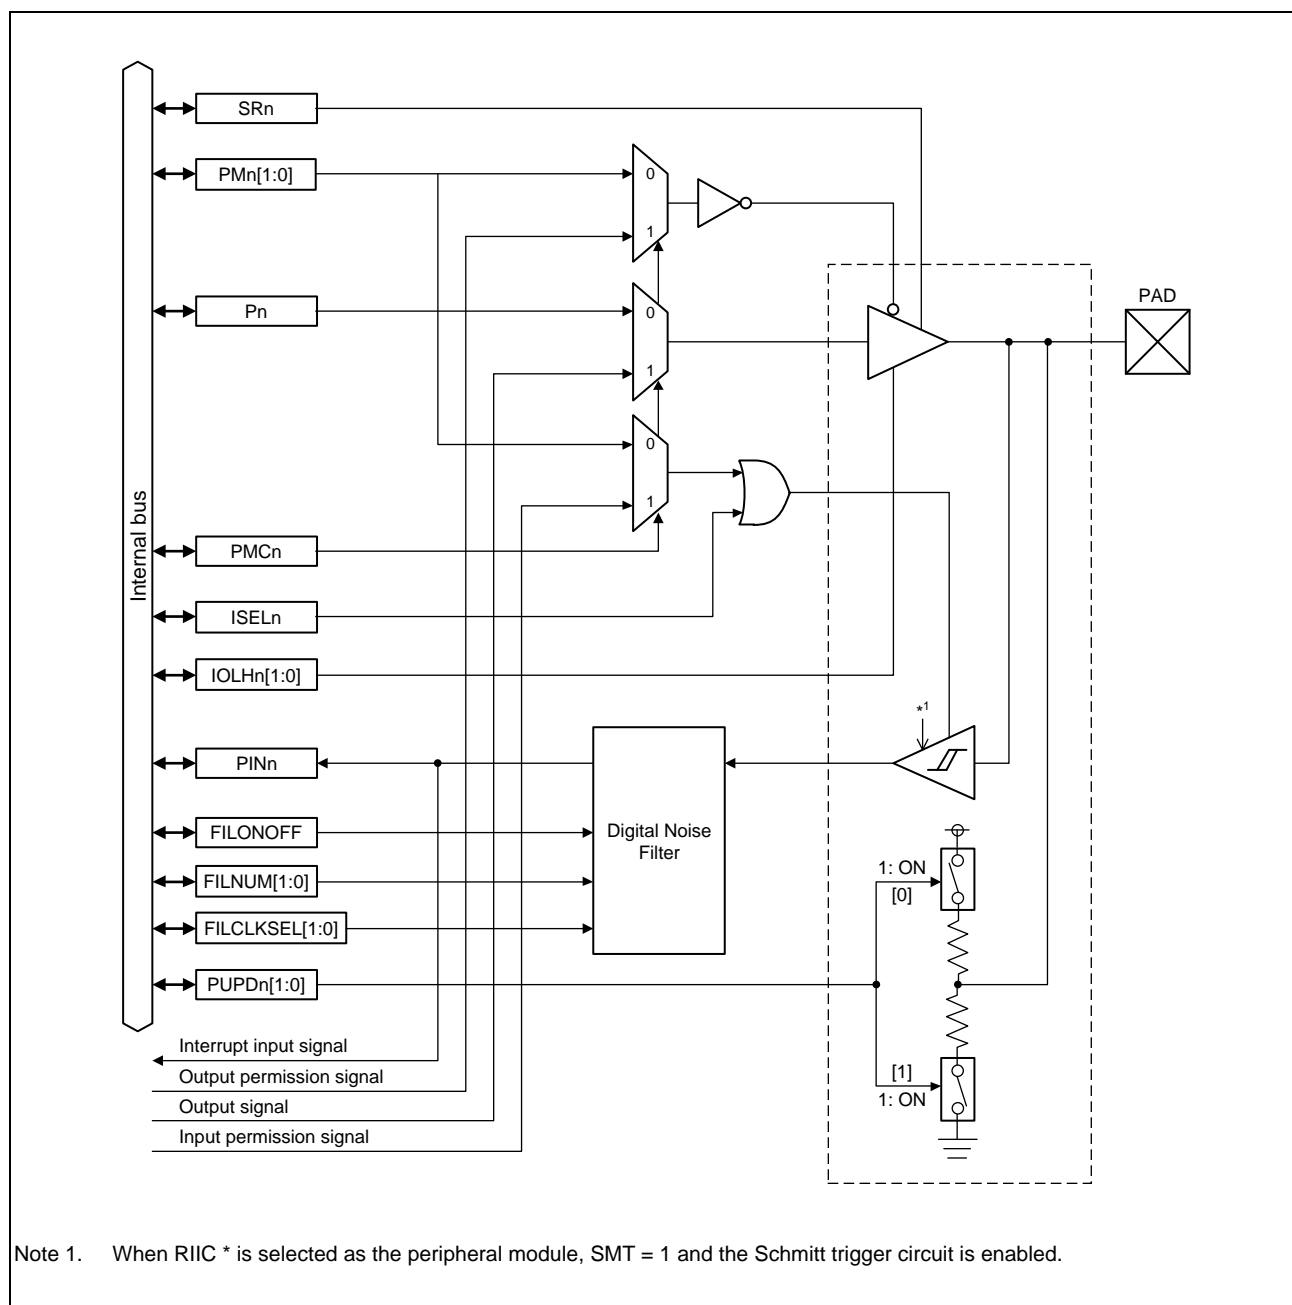 SRn
PMn[1:0]
0
1
Pn
0
1
PAD
0
1
Internal bus
PMCn
ISELn
IOLHn[1:0]
*1
PINn
FILONOFF
Digital Noise
Filter
FILNUM[1:0]
1: ON
[0]
FILCLKSEL[1:0]
PUPDn[1:0]
Interrupt input signal
[1]
Output permission signal
1: ON
Output signal
Input permission signal
Note 1. When RIIC * is selected as the peripheral module, SMT = 1 and the Schmitt trigger circuit is enabled.